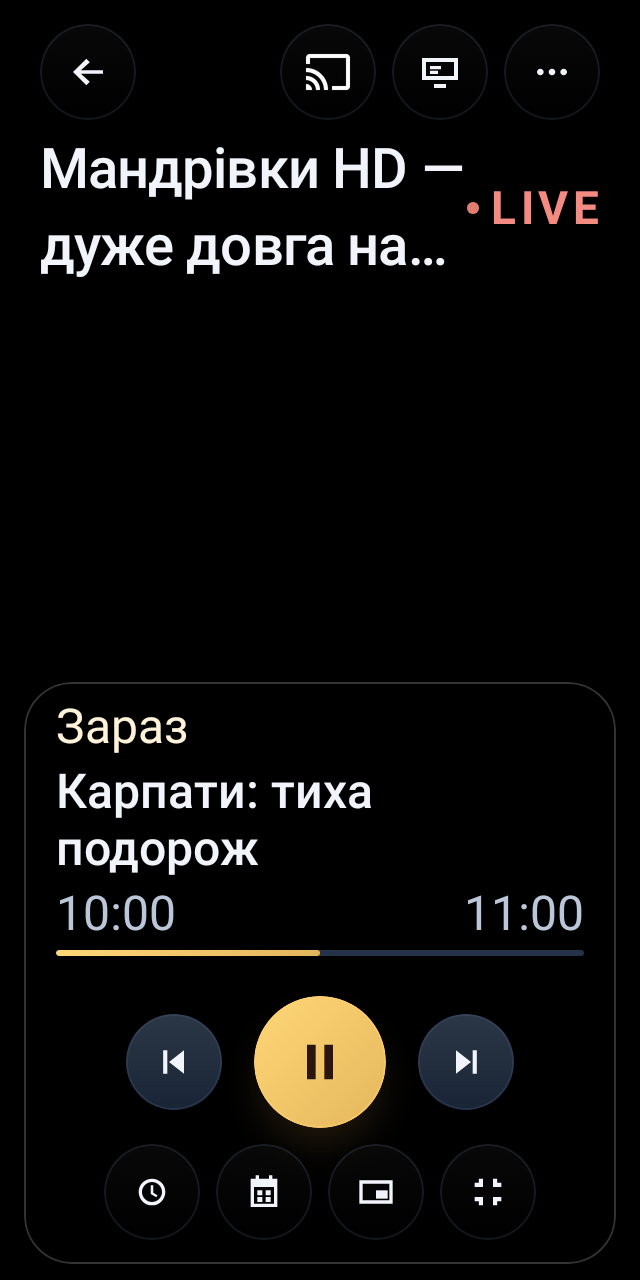 Мандрівки HD —
дуже довга на…
• LIVE
Зараз
Карпати: тиха
подорож
10:00 11:00